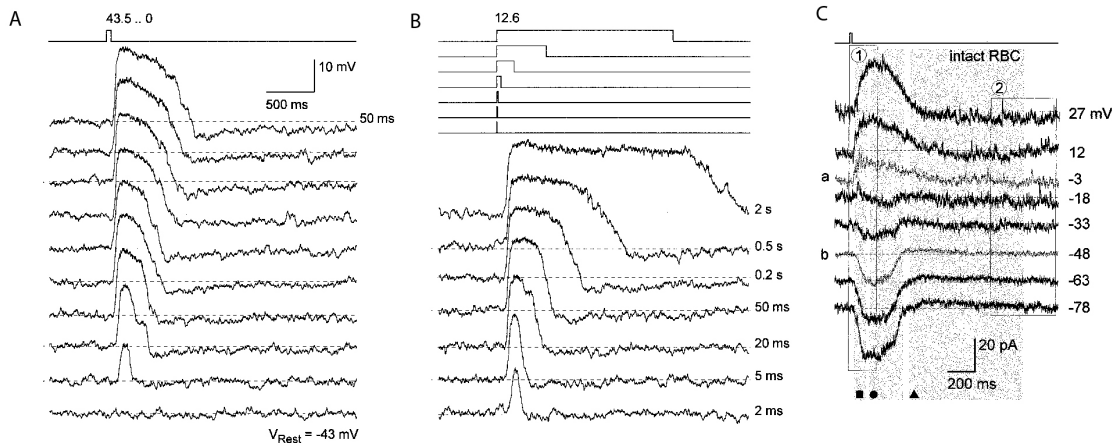 A
43.5 .. 0
10 mV
500 ms
50 ms
V_Rest = -43 mV
B
12.6
2 s
0.5 s
0.2 s
50 ms
20 ms
5 ms
2 ms
C
intact RBC
1
2
27 mV
12
a
-3
-18
-33
b
-48
-63
-78
20 pA
200 ms